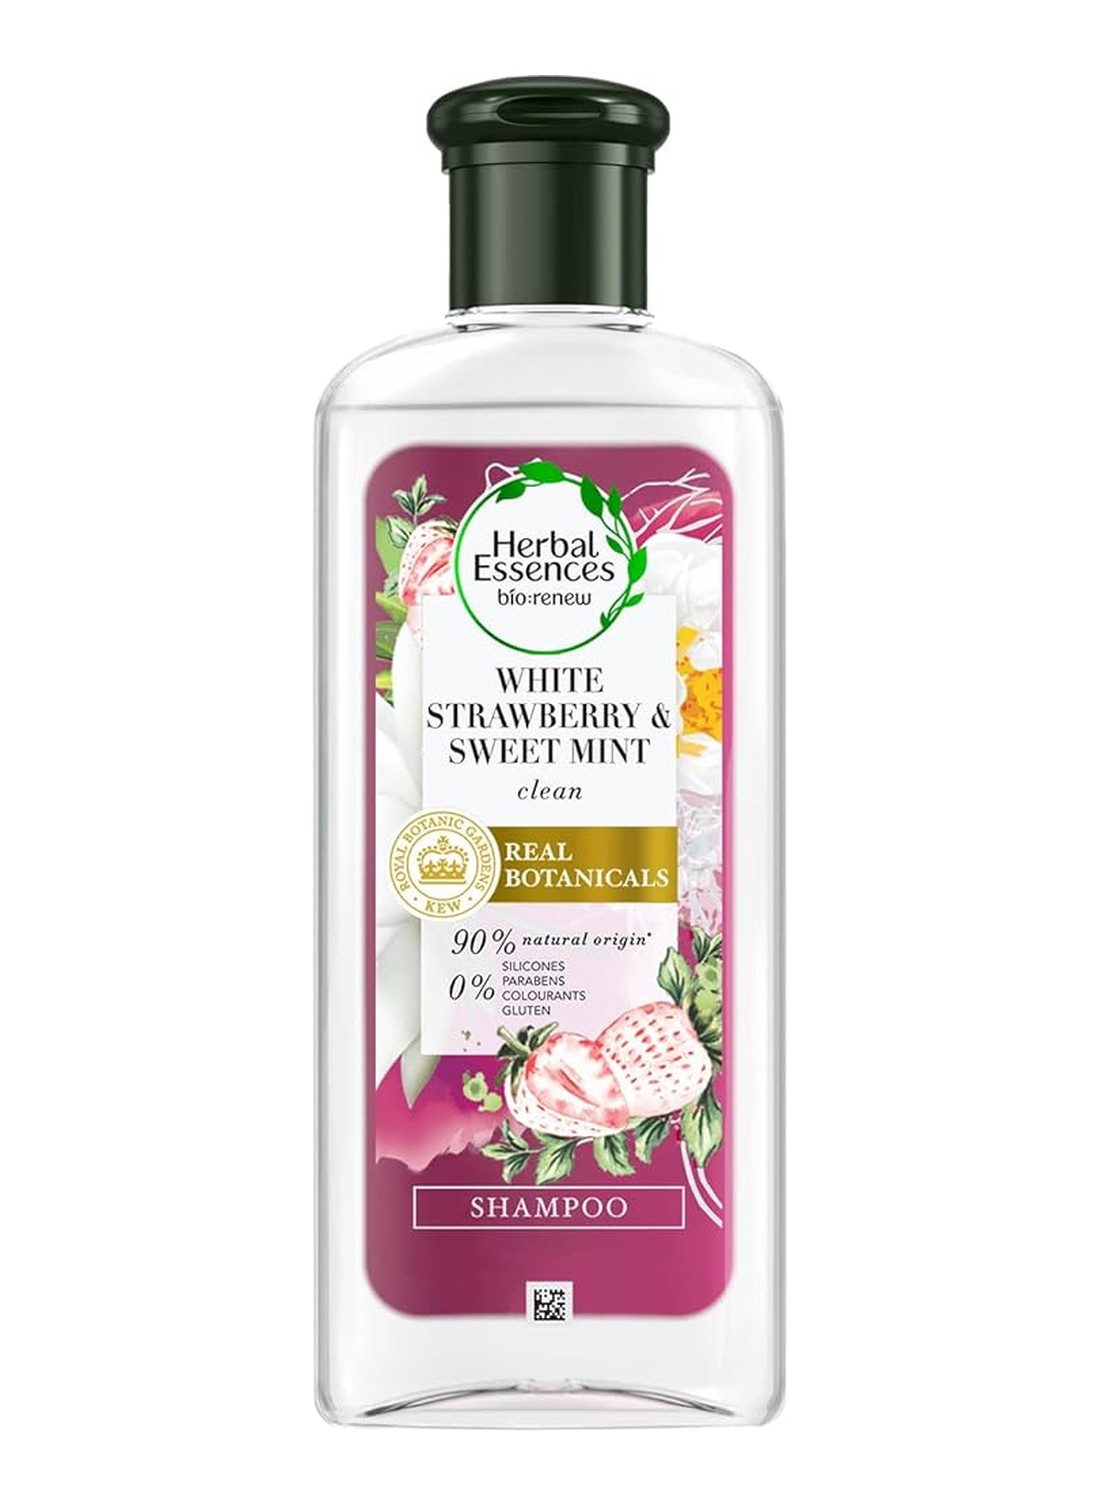 Herbal
Essences
bío:renew
WHITE
STRAWBERRY &
SWEET MINT
clean
ROYAL BOTANIC GARDENS
• KEW •
REAL
BOTANICALS
90% natural origin*
0% SILICONES
PARABENS
COLOURANTS
GLUTEN
SHAMPOO